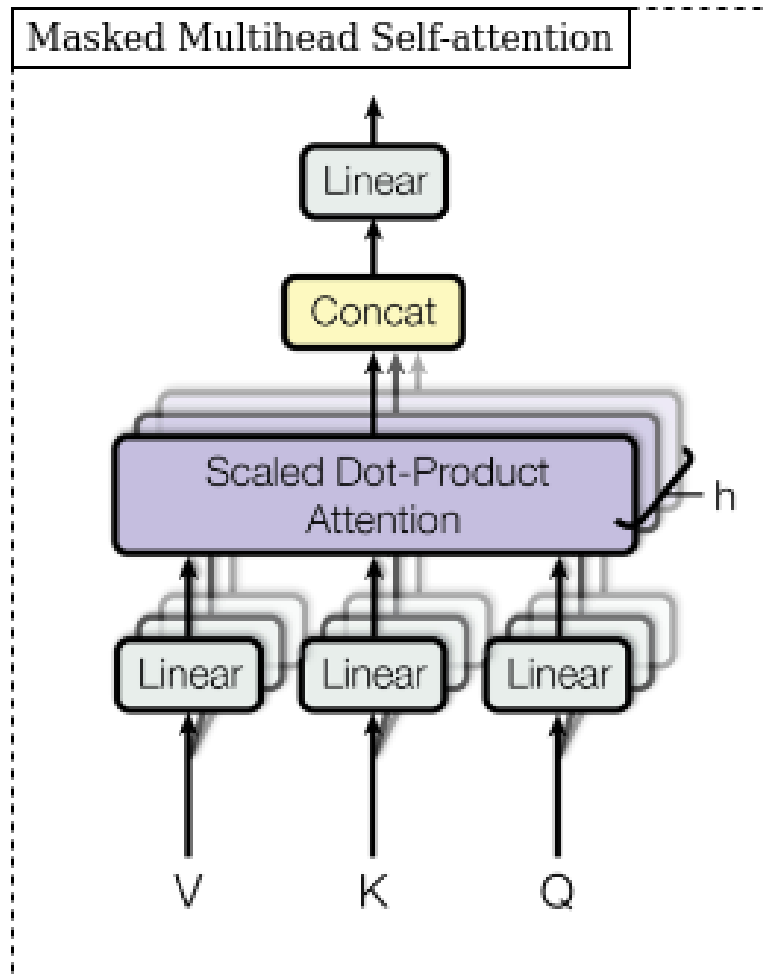 Masked Multihead Self-attention
Linear
Concat
Scaled Dot-Product
Attention
h
Linear Linear Linear
V K Q